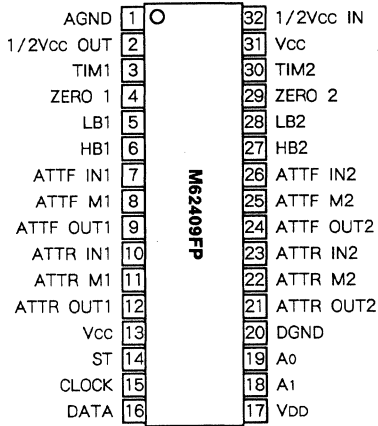 AGND 1 32 1/2Vcc IN
1/2Vcc OUT 2 31 Vcc
TIM1 3 30 TIM2
ZERO 1 4 29 ZERO 2
LB1 5 28 LB2
HB1 6 27 HB2
ATTF IN1 7 26 ATTF IN2
ATTF M1 8 25 ATTF M2
ATTF OUT1 9 24 ATTF OUT2
ATTR IN1 10 23 ATTR IN2
ATTR M1 11 22 ATTR M2
ATTR OUT1 12 21 ATTR OUT2
Vcc 13 20 DGND
ST 14 19 A0
CLOCK 15 18 A1
DATA 16 17 VDD
M62409FP